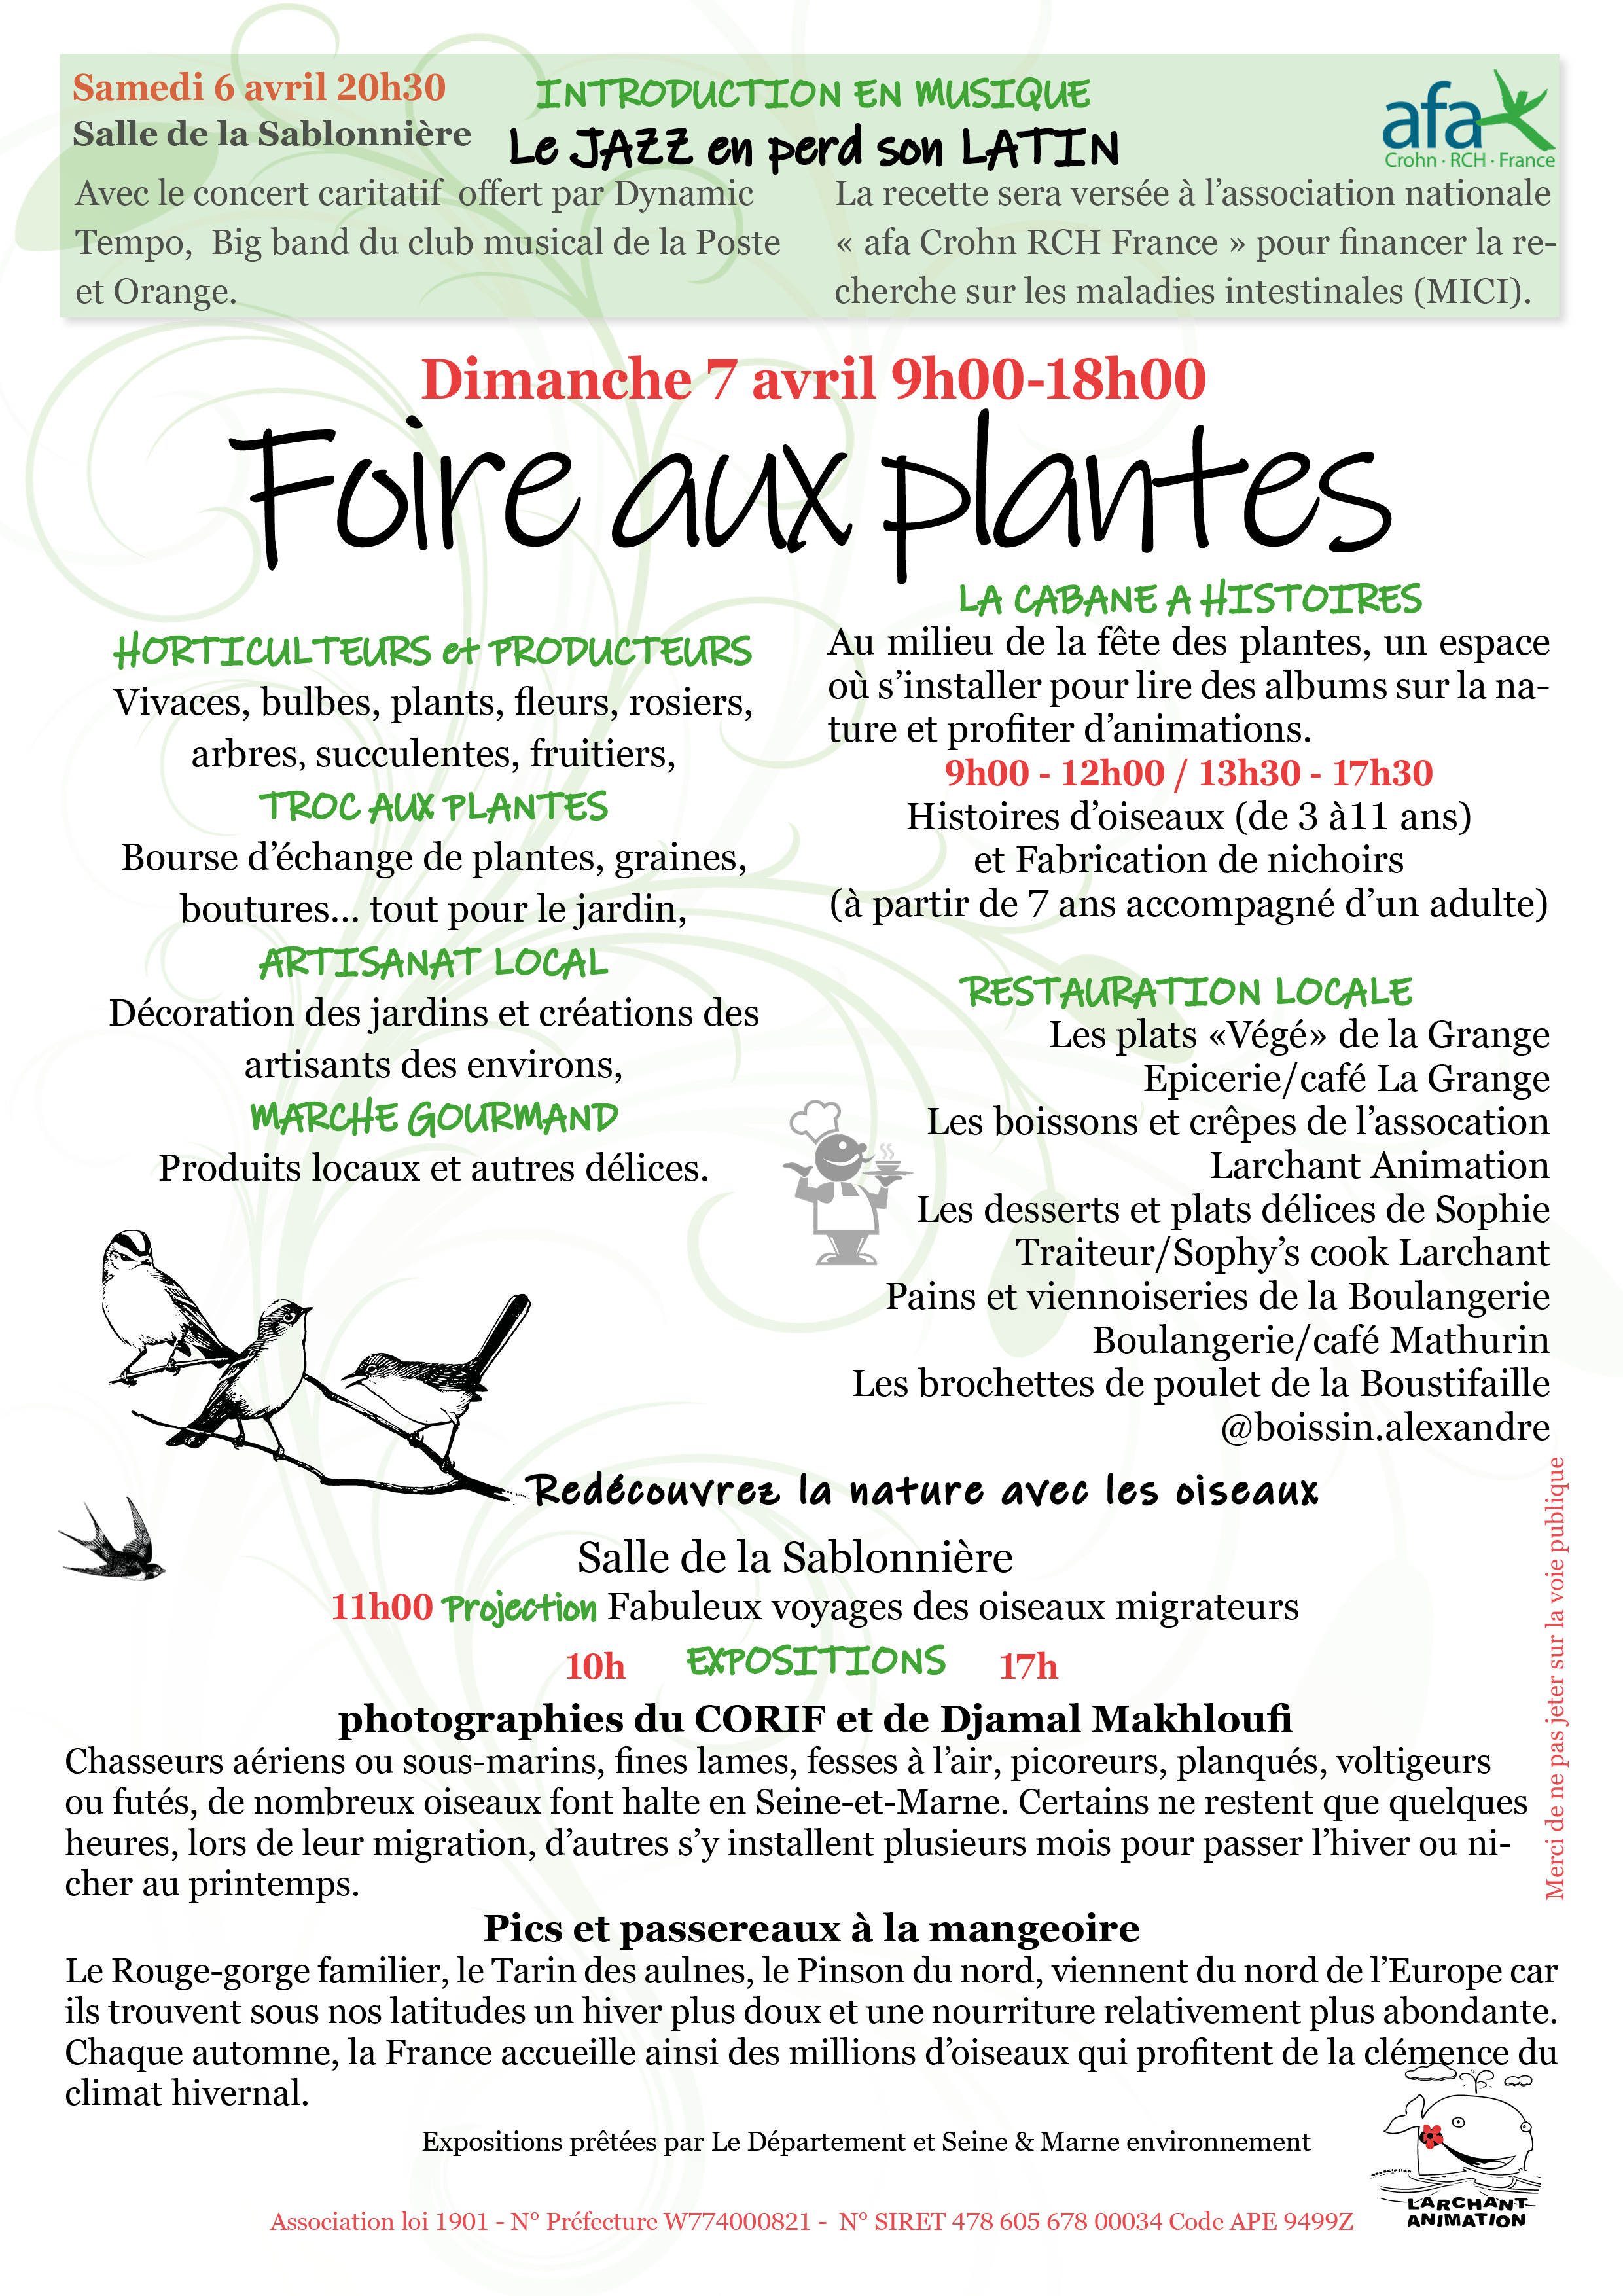 Samedi 6 avril 20h30
Salle de la Sablonnière
INTRODUCTION EN MUSIQUE
Le JAZZ en perd son LATIN
afa
Crohn · RCH · France
Avec le concert caritatif offert par Dynamic
Tempo, Big band du club musical de la Poste
et Orange.
La recette sera versée à l'association nationale
« afa Crohn RCH France » pour financer la re-
cherche sur les maladies intestinales (MICI).
Dimanche 7 avril 9h00-18h00
Foire aux plantes
HORTICULTEURS et PRODUCTEURS
Vivaces, bulbes, plants, fleurs, rosiers,
arbres, succulentes, fruitiers,
TROC AUX PLANTES
Bourse d'échange de plantes, graines,
boutures... tout pour le jardin,
ARTISANAT LOCAL
Décoration des jardins et créations des
artisants des environs,
MARCHE GOURMAND
Produits locaux et autres délices.
LA CABANE A HISTOIRES
Au milieu de la fête des plantes, un espace
où s'installer pour lire des albums sur la na-
ture et profiter d'animations.
9h00 - 12h00 / 13h30 - 17h30
Histoires d'oiseaux (de 3 à11 ans)
et Fabrication de nichoirs
(à partir de 7 ans accompagné d'un adulte)
RESTAURATION LOCALE
Les plats «Végé» de la Grange
Epicerie/café La Grange
Les boissons et crêpes de l'assocation
Larchant Animation
Les desserts et plats délices de Sophie
Traiteur/Sophy's cook Larchant
Pains et viennoiseries de la Boulangerie
Boulangerie/café Mathurin
Les brochettes de poulet de la Boustifaille
@boissin.alexandre
Redécouvrez la nature avec les oiseaux
Salle de la Sablonnière
11h00 Projection Fabuleux voyages des oiseaux migrateurs
10h EXPOSITIONS 17h
photographies du CORIF et de Djamal Makhloufi
Chasseurs aériens ou sous-marins, fines lames, fesses à l'air, picoreurs, planqués, voltigeurs
ou futés, de nombreux oiseaux font halte en Seine-et-Marne. Certains ne restent que quelques
heures, lors de leur migration, d'autres s'y installent plusieurs mois pour passer l'hiver ou ni-
cher au printemps.
Pics et passereaux à la mangeoire
Le Rouge-gorge familier, le Tarin des aulnes, le Pinson du nord, viennent du nord de l'Europe car
ils trouvent sous nos latitudes un hiver plus doux et une nourriture relativement plus abondante.
Chaque automne, la France accueille ainsi des millions d'oiseaux qui profitent de la clémence du
climat hivernal.
Expositions prêtées par Le Département et Seine & Marne environnement
Merci de ne pas jeter sur la voie publique
LARCHANT
ANIMATION
Association loi 1901 - N° Préfecture W774000821 - N° SIRET 478 605 678 00034 Code APE 9499Z